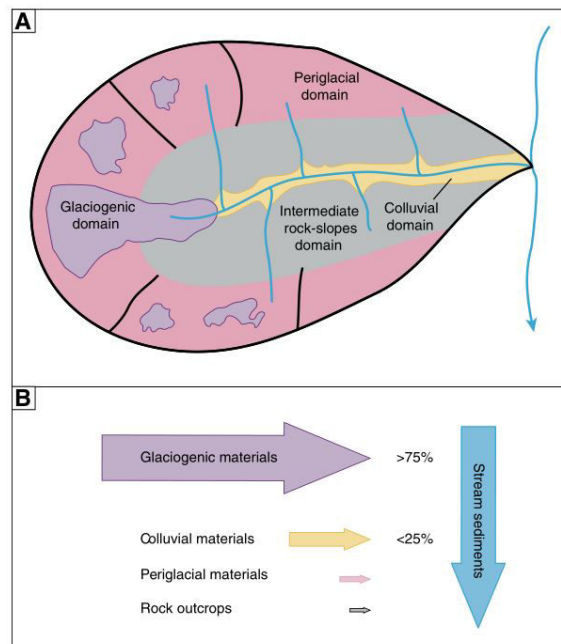 A
Periglacial
domain
Glaciogenic
domain
Intermediate
rock-slopes
domain
Colluvial
domain
B
Glaciogenic materials >75%
Colluvial materials <25%
Periglacial materials
Rock outcrops
Stream sediments